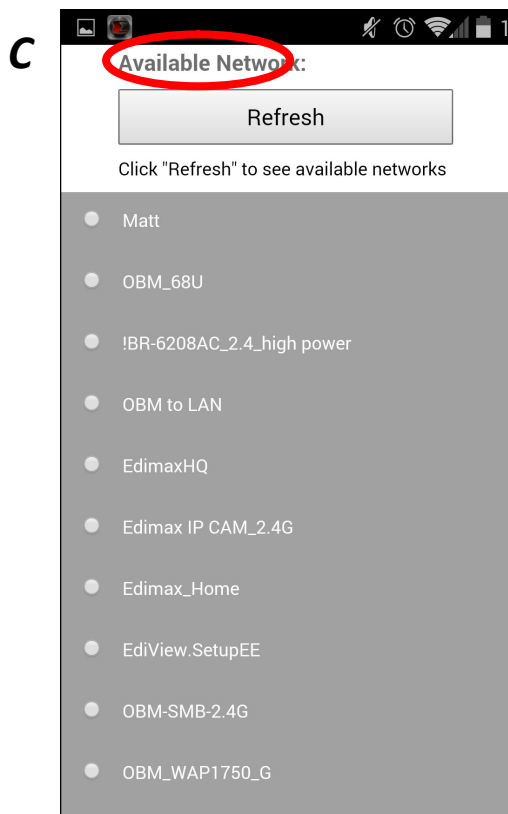 C
1
Available Network:
Refresh
Click "Refresh" to see available networks
Matt
OBM_68U
!BR-6208AC_2.4_high power
OBM to LAN
EdimaxHQ
Edimax IP CAM_2.4G
Edimax_Home
EdiView.SetupEE
OBM-SMB-2.4G
OBM_WAP1750_G